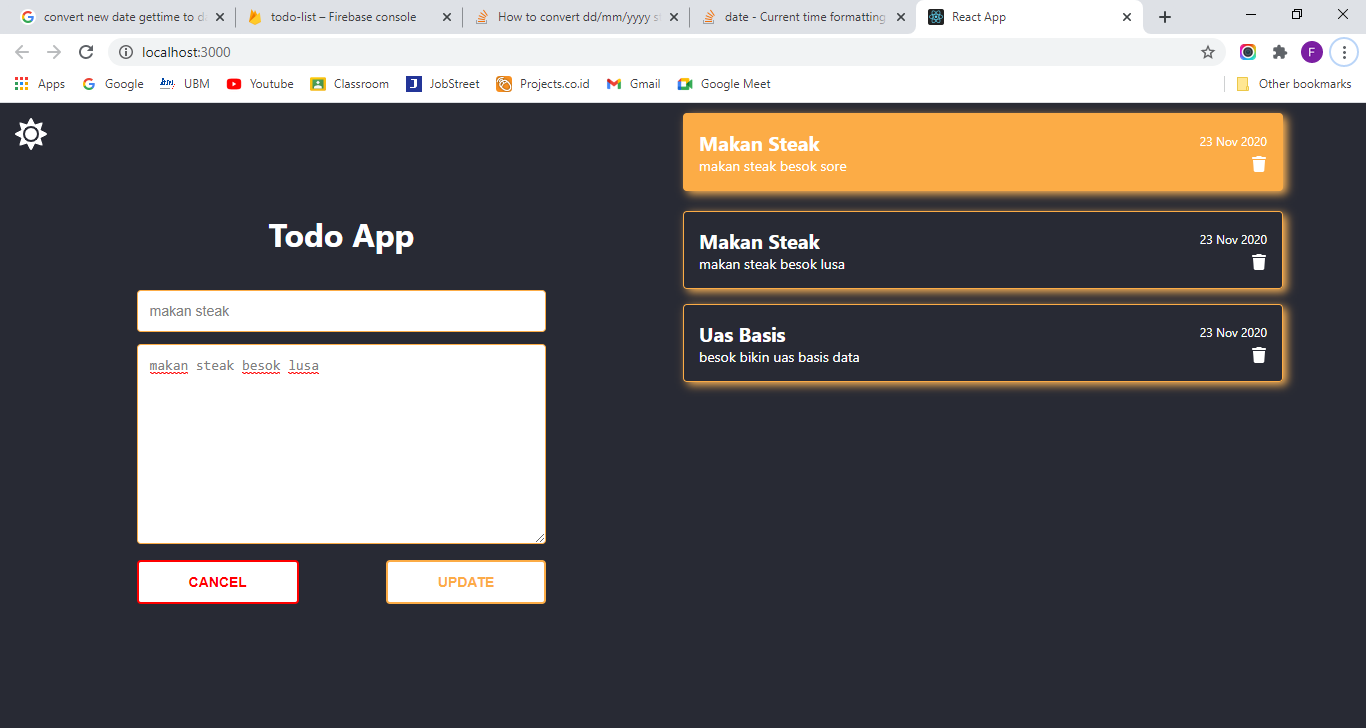 convert new date gettime to d
todo-list – Firebase console
How to convert dd/mm/yyyy s
date - Current time formatting
React App
localhost:3000
F
Apps
Google
bm
UBM
Youtube
Classroom
J
JobStreet
Projects.co.id
Gmail
Google Meet
Other bookmarks
Todo App
makan steak
makan steak besok lusa
CANCEL
UPDATE
Makan Steak
23 Nov 2020
makan steak besok sore
Makan Steak
23 Nov 2020
makan steak besok lusa
Uas Basis
23 Nov 2020
besok bikin uas basis data